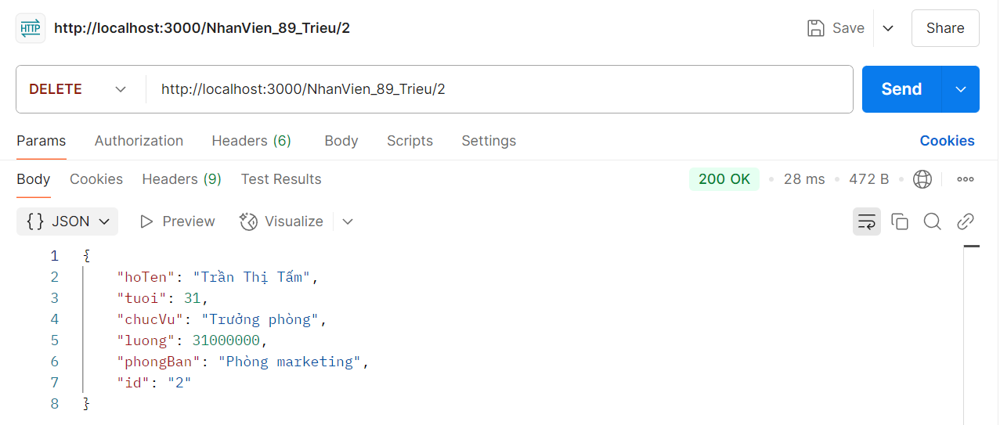 HTTP http://localhost:3000/NhanVien_89_Trieu/2 Save Share
DELETE http://localhost:3000/NhanVien_89_Trieu/2 Send
Params Authorization Headers (6) Body Scripts Settings Cookies
Body Cookies Headers (9) Test Results 200 OK • 28 ms • 472 B •
{} JSON Preview Visualize
1 {
2 "hoTen": "Trần Thị Tấm",
3 "tuoi": 31,
4 "chucVu": "Trưởng phòng",
5 "luong": 31000000,
6 "phongBan": "Phòng marketing",
7 "id": "2"
8 }